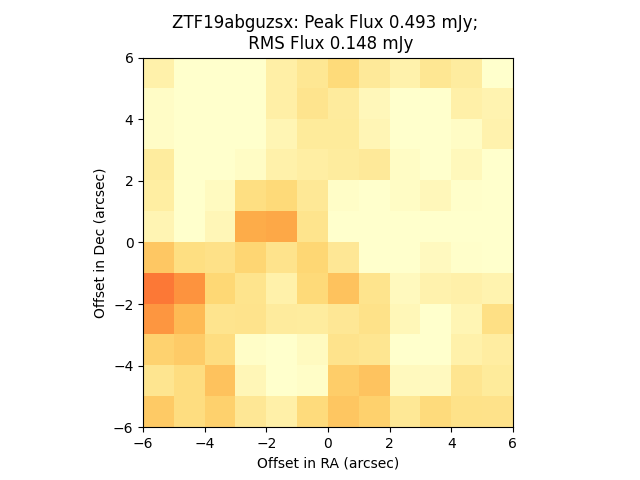 ZTF19abguzsx: Peak Flux 0.493 mJy;
RMS Flux 0.148 mJy
6
4
2
0
−2
−4
−6
Offset in Dec (arcsec)
−6 −4 −2 0 2 4 6
Offset in RA (arcsec)